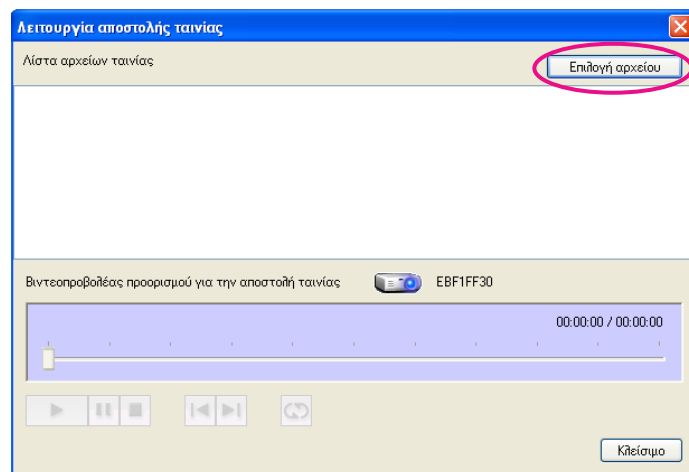 Λειτουργία αποστολής ταινίας
Λίστα αρχείων ταινίας
Επιλογή αρχείου
Βιντεοπροβολέας προορισμού για την αποστολή ταινίας
EBF1FF30
00:00:00 / 00:00:00
Κλείσιμο